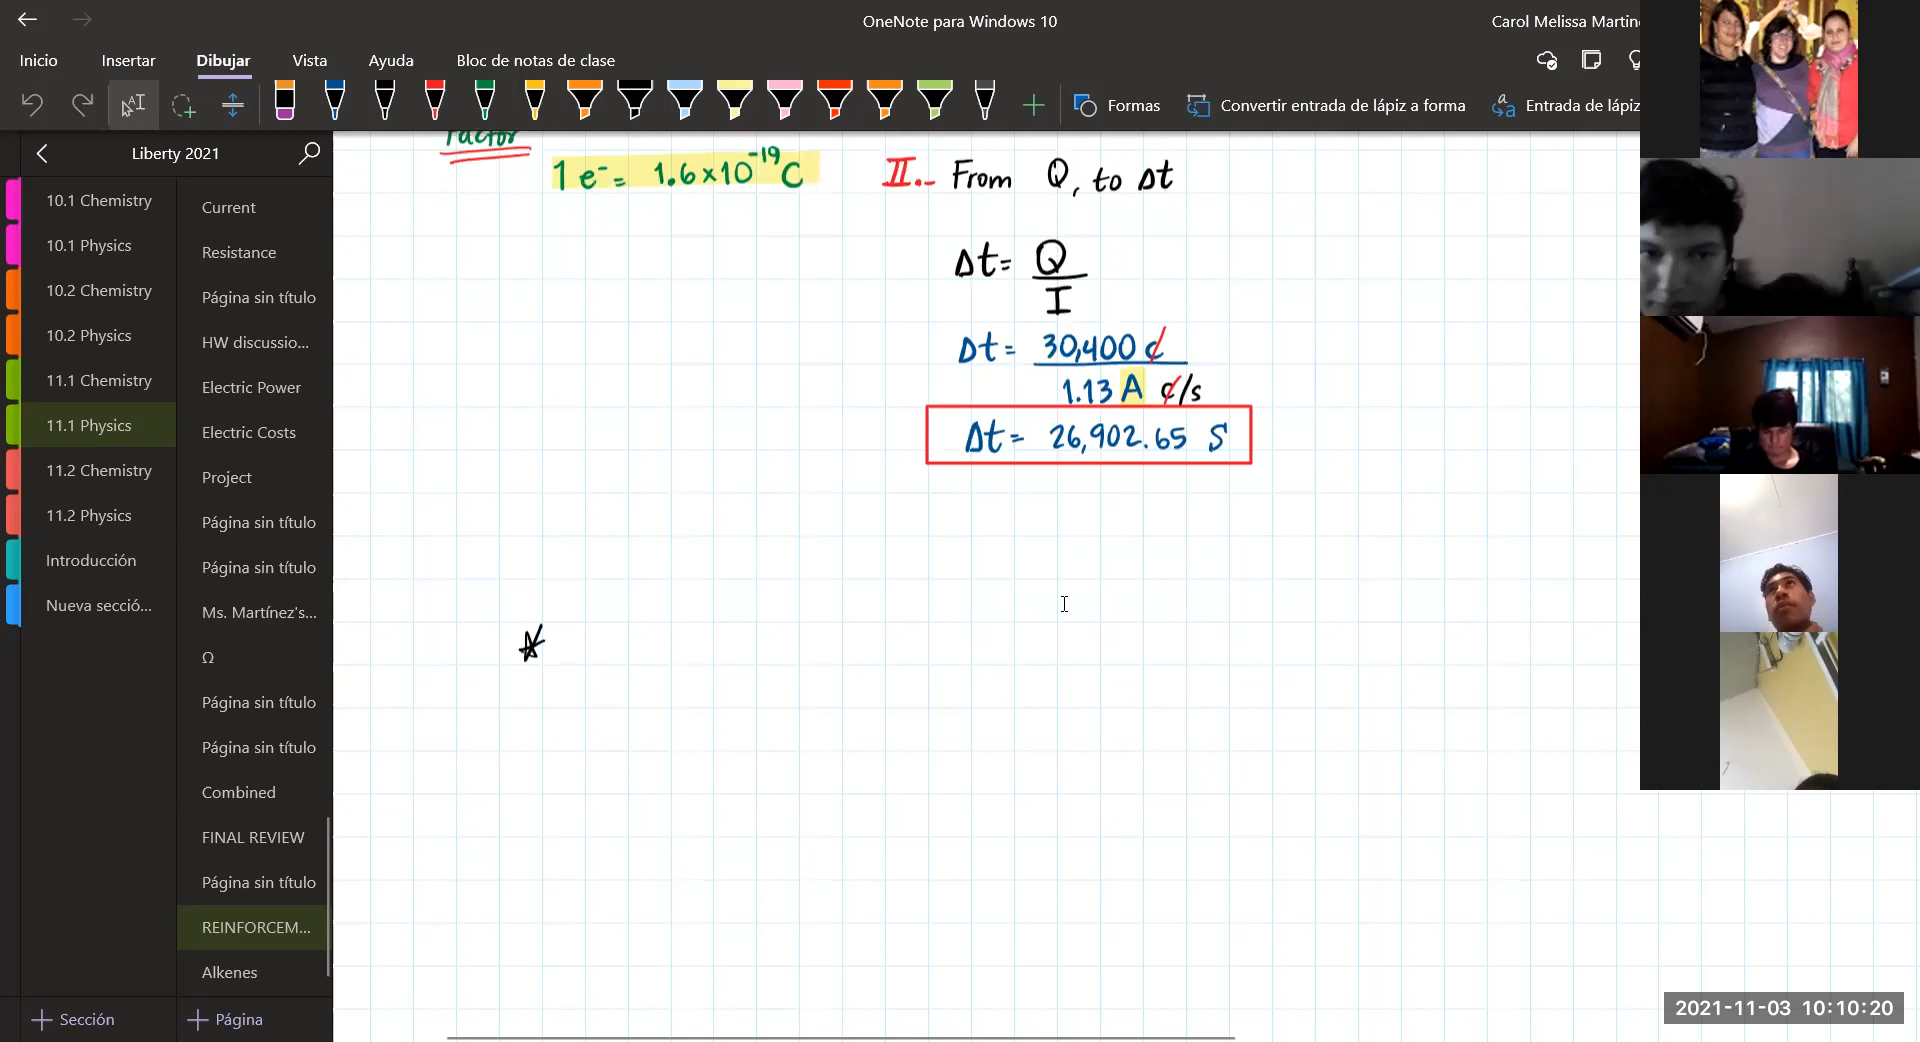 OneNote para Windows 10
Carol Melissa Martin
Inicio
Insertar
Dibujar
Vista
Ayuda
Bloc de notas de clase
Formas
Convertir entrada de lápiz a forma
Entrada de lápiz
Liberty 2021
10.1 Chemistry
10.1 Physics
10.2 Chemistry
10.2 Physics
11.1 Chemistry
11.1 Physics
11.2 Chemistry
11.2 Physics
Introducción
Nueva secció...
Sección
Current
Resistance
Página sin título
HW discussio...
Electric Power
Electric Costs
Project
Página sin título
Página sin título
Ms. Martínez's...
Ω
Página sin título
Página sin título
Combined
FINAL REVIEW
Página sin título
REINFORCEM...
Alkenes
Página
Factor
1 e⁻= 1.6×10⁻¹⁹C
II.- From Q, to Δt
Δt= Q
I
Δt= 30,400 C
1.13 A C/s
Δt= 26,902.65 S
2021-11-03 10:10:20